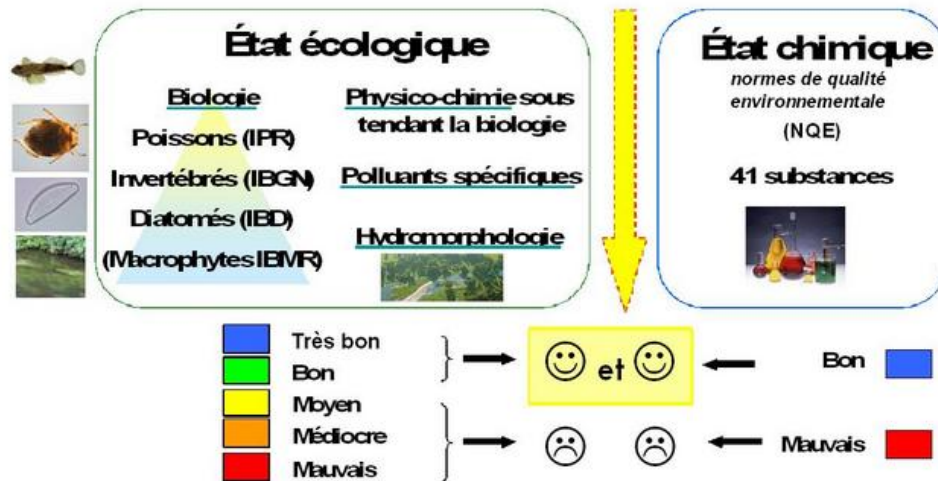 État écologique
Biologie
Poissons (IPR)
Invertébrés (IBGN)
Diatomés (IBD)
(Macrophytes IBMR)
Physico-chimie sous
tendant la biologie
Polluants spécifiques
Hydromorphologie
État chimique
normes de qualité
environnementale
(NQE)
41 substances
Très bon
Bon
Moyen
Médiocre
Mauvais
et
Bon
Mauvais